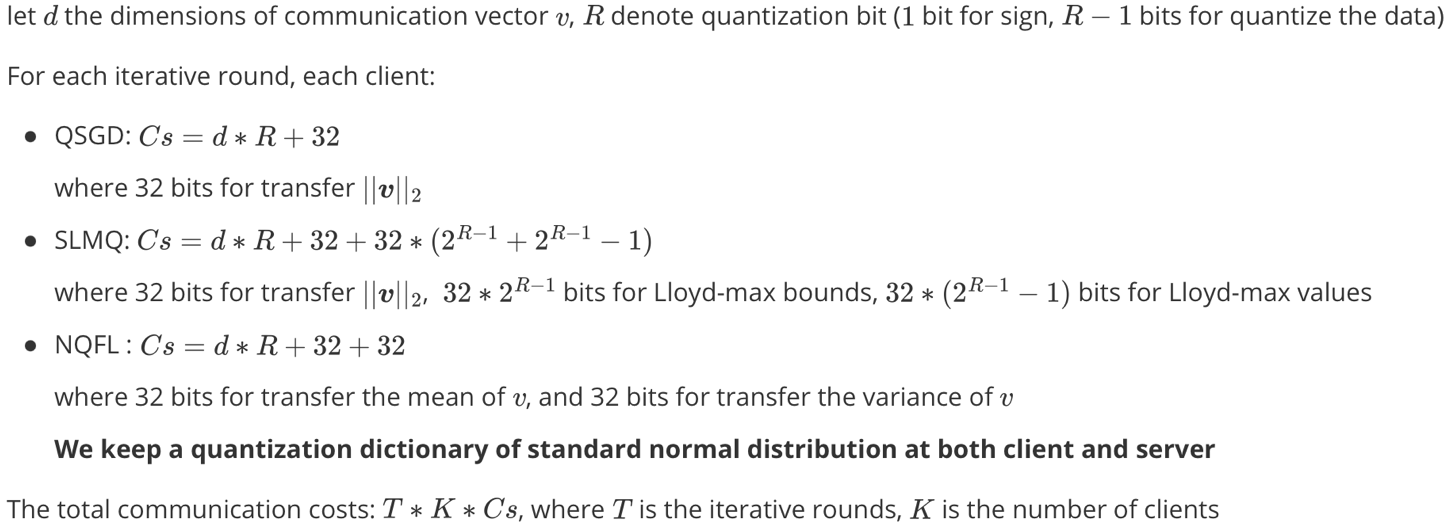 let d the dimensions of communication vector v, R denote quantization bit (1 bit for sign, R − 1 bits for quantize the data)
For each iterative round, each client:
• QSGD: Cs = d ∗ R + 32
where 32 bits for transfer ||v||₂
• SLMQ: Cs = d ∗ R + 32 + 32 ∗ (2^{R−1} + 2^{R−1} − 1)
where 32 bits for transfer ||v||₂, 32 ∗ 2^{R−1} bits for Lloyd-max bounds, 32 ∗ (2^{R−1} − 1) bits for Lloyd-max values
• NQFL : Cs = d ∗ R + 32 + 32
where 32 bits for transfer the mean of v, and 32 bits for transfer the variance of v
We keep a quantization dictionary of standard normal distribution at both client and server
The total communication costs: T ∗ K ∗ Cs, where T is the iterative rounds, K is the number of clients